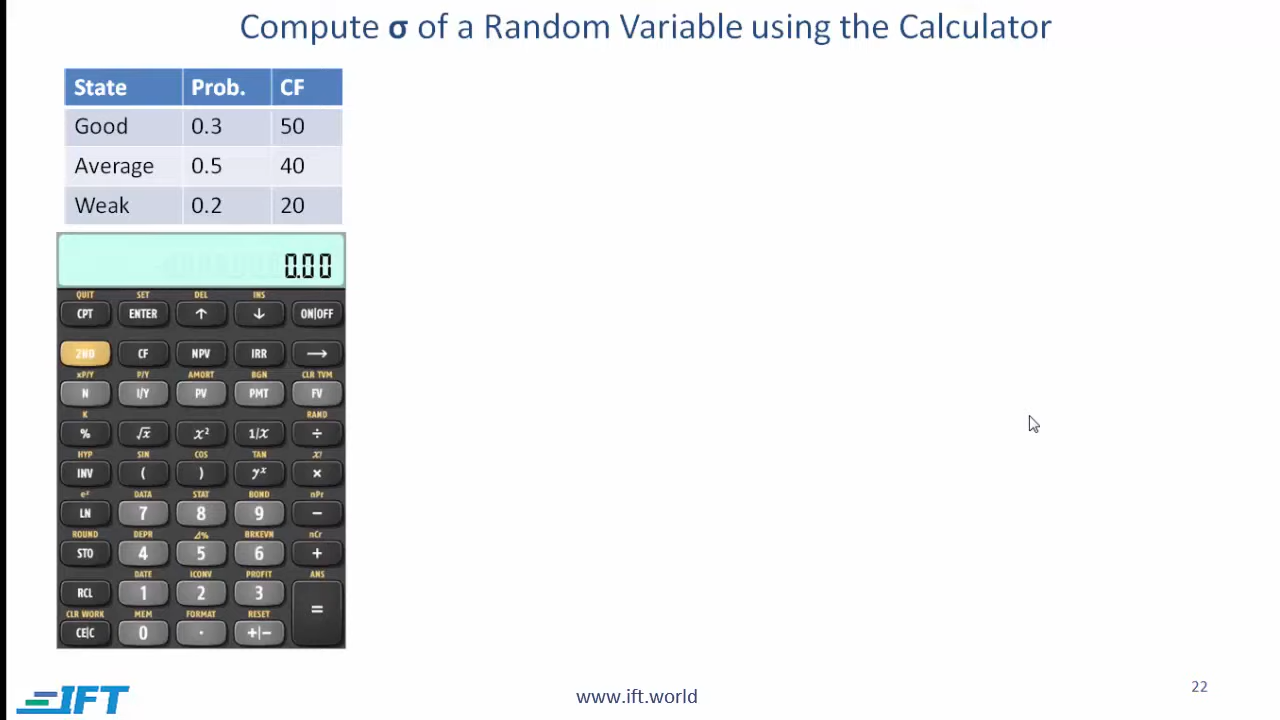 Compute σ of a Random Variable using the Calculator
State Prob. CF
Good 0.3 50
Average 0.5 40
Weak 0.2 20
0.00
QUIT SET DEL INS
CPT ENTER ↑ ↓ ON|OFF
2ND CF NPV IRR →
xP/Y P/Y AMORT BGN CLR TVM
N I/Y PV PMT FV
K RAND
% √x x² 1/x ÷
HYP SIN COS TAN x!
INV ( ) yˣ ×
eˣ DATA STAT BOND nPr
LN 7 8 9 −
ROUND DEPR Δ% BRKEVN nCr
STO 4 5 6 +
DATE ICONV PROFIT ANS
RCL 1 2 3 =
CLR WORK MEM FORMAT RESET
CE|C 0 . +|−
IFT
www.ift.world
22